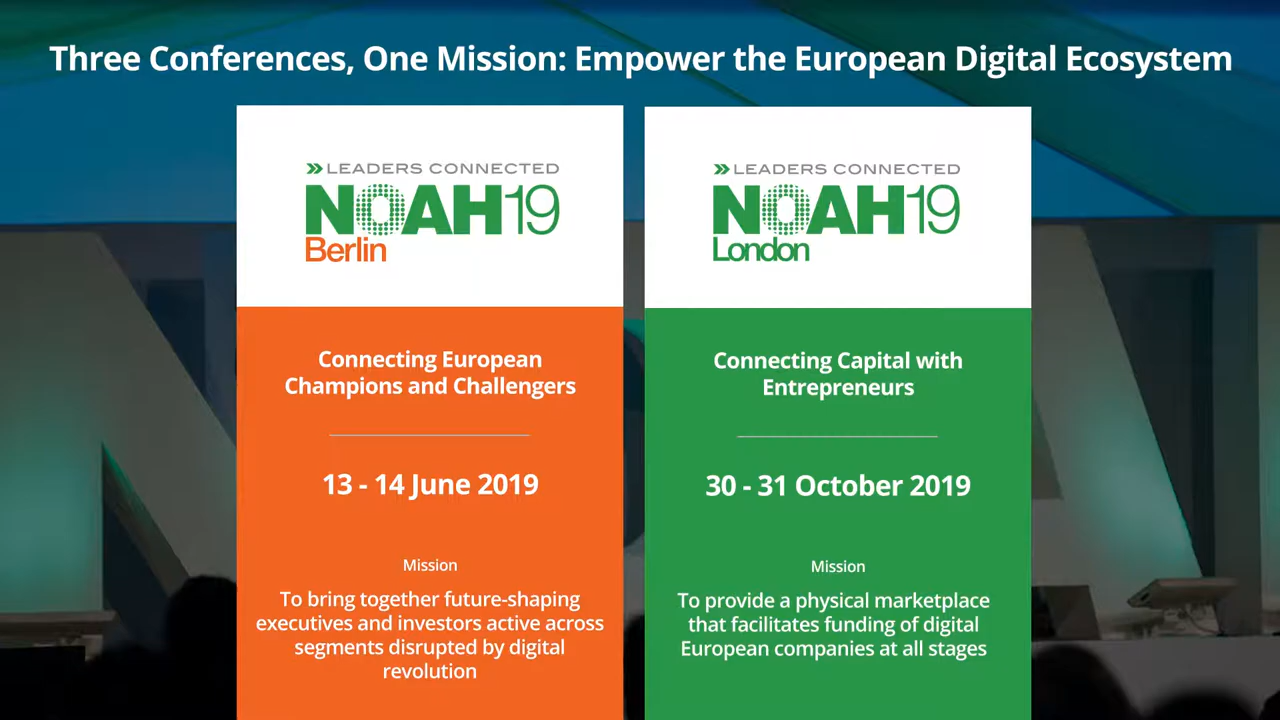 Three Conferences, One Mission: Empower the European Digital Ecosystem
LEADERS CONNECTED
NOAH19
Berlin
Connecting European
Champions and Challengers
13 - 14 June 2019
Mission
To bring together future-shaping
executives and investors active across
segments disrupted by digital
revolution
LEADERS CONNECTED
NOAH19
London
Connecting Capital with
Entrepreneurs
30 - 31 October 2019
Mission
To provide a physical marketplace
that facilitates funding of digital
European companies at all stages